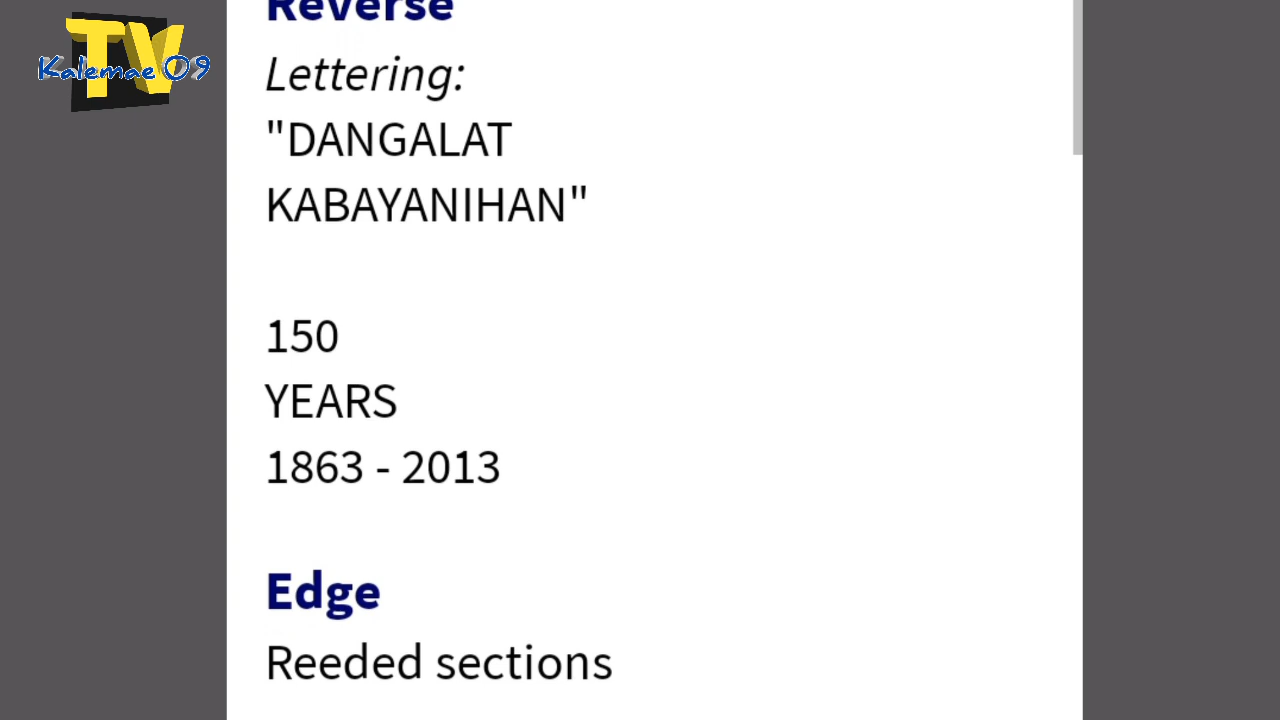 TV
Kalemae 09
Reverse
Lettering:
"DANGALAT
KABAYANIHAN"
150
YEARS
1863 - 2013
Edge
Reeded sections